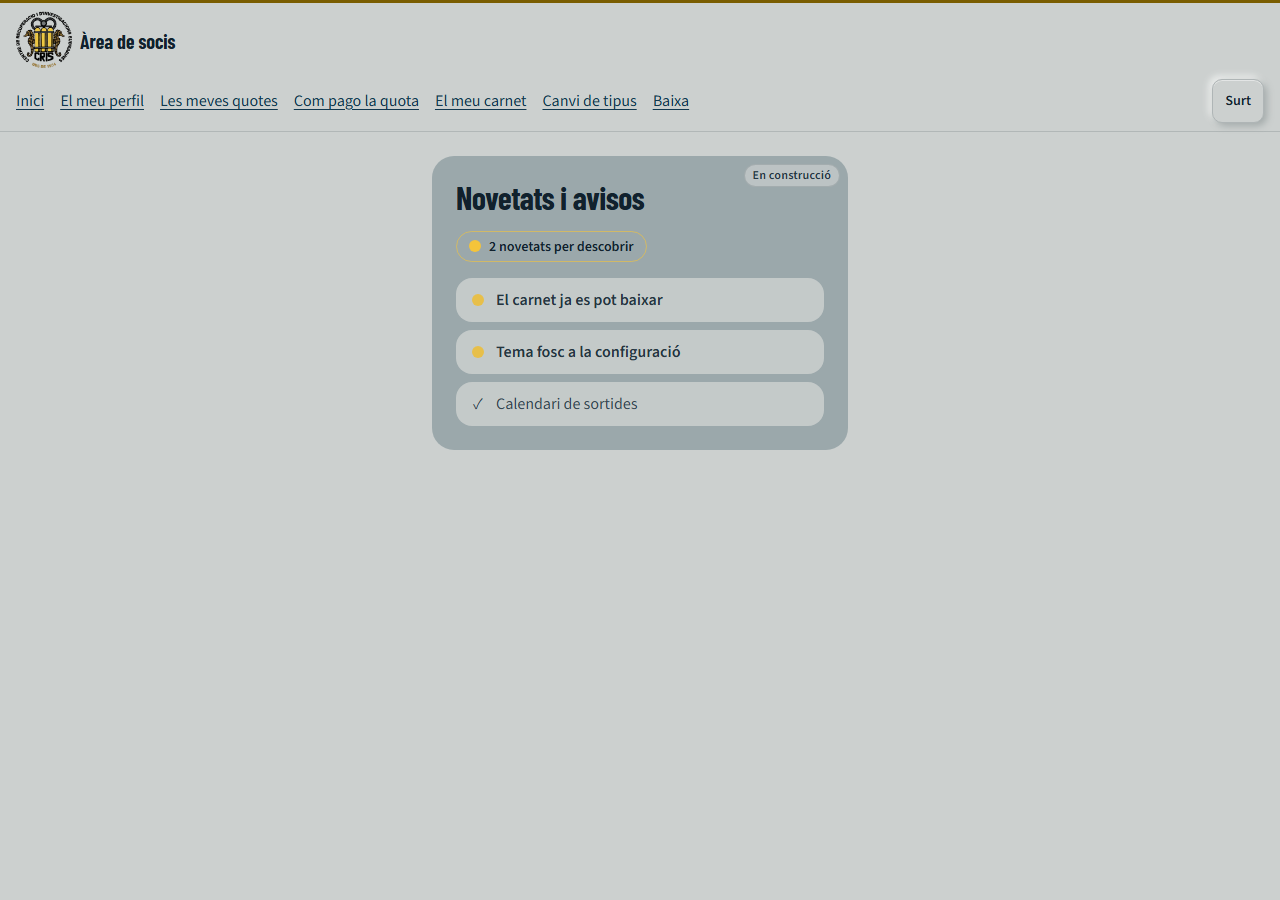 CRIS
Àrea de socis
Inici El meu perfil Les meves quotes Com pago la quota El meu carnet Canvi de tipus Baixa Surt
En construcció
Novetats i avisos
2 novetats per descobrir
El carnet ja es pot baixar
Tema fosc a la configuració
✓ Calendari de sortides